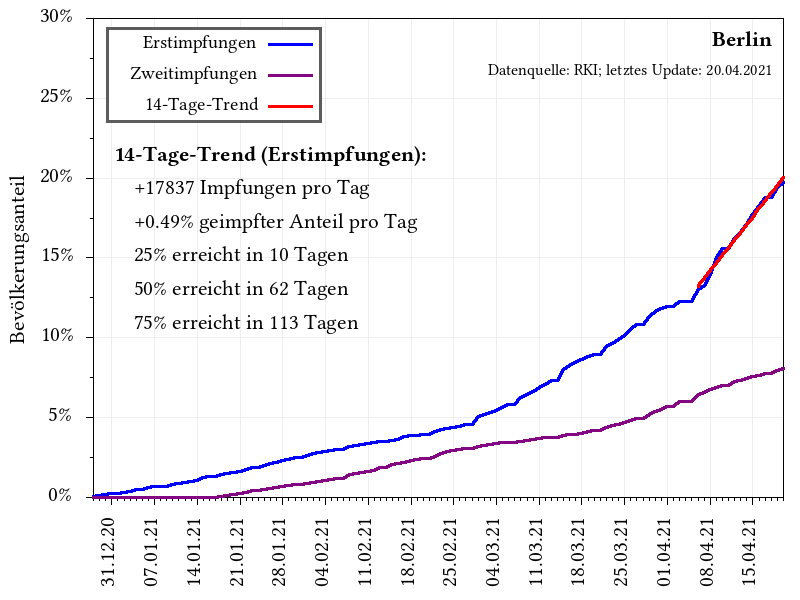 30%
25%
20%
15%
10%
5%
0%
Bevölkerungsanteil
Erstimpfungen
Zweitimpfungen
14-Tage-Trend
Berlin
Datenquelle: RKI; letztes Update: 20.04.2021
14-Tage-Trend (Erstimpfungen):
+17837 Impfungen pro Tag
+0.49% geimpfter Anteil pro Tag
25% erreicht in 10 Tagen
50% erreicht in 62 Tagen
75% erreicht in 113 Tagen
31.12.20
07.01.21
14.01.21
21.01.21
28.01.21
04.02.21
11.02.21
18.02.21
25.02.21
04.03.21
11.03.21
18.03.21
25.03.21
01.04.21
08.04.21
15.04.21